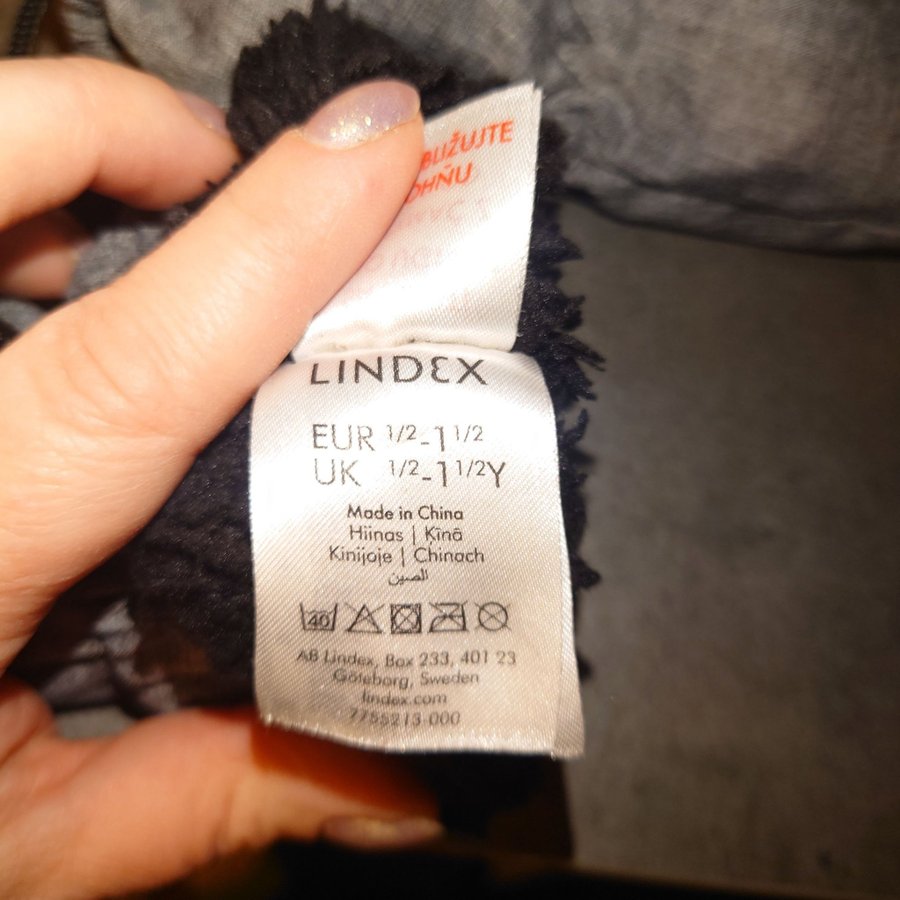 BLIŽUJTE
OHŇU
LINDEX
EUR 1/2-1 1/2
UK 1/2-1 1/2Y
Made in China
Hiinas | Ķīnā
Kinijoje | Chinach
الصين
40
AB Lindex, Box 233, 401 23
Göteborg, Sweden
lindex.com
7755213-000